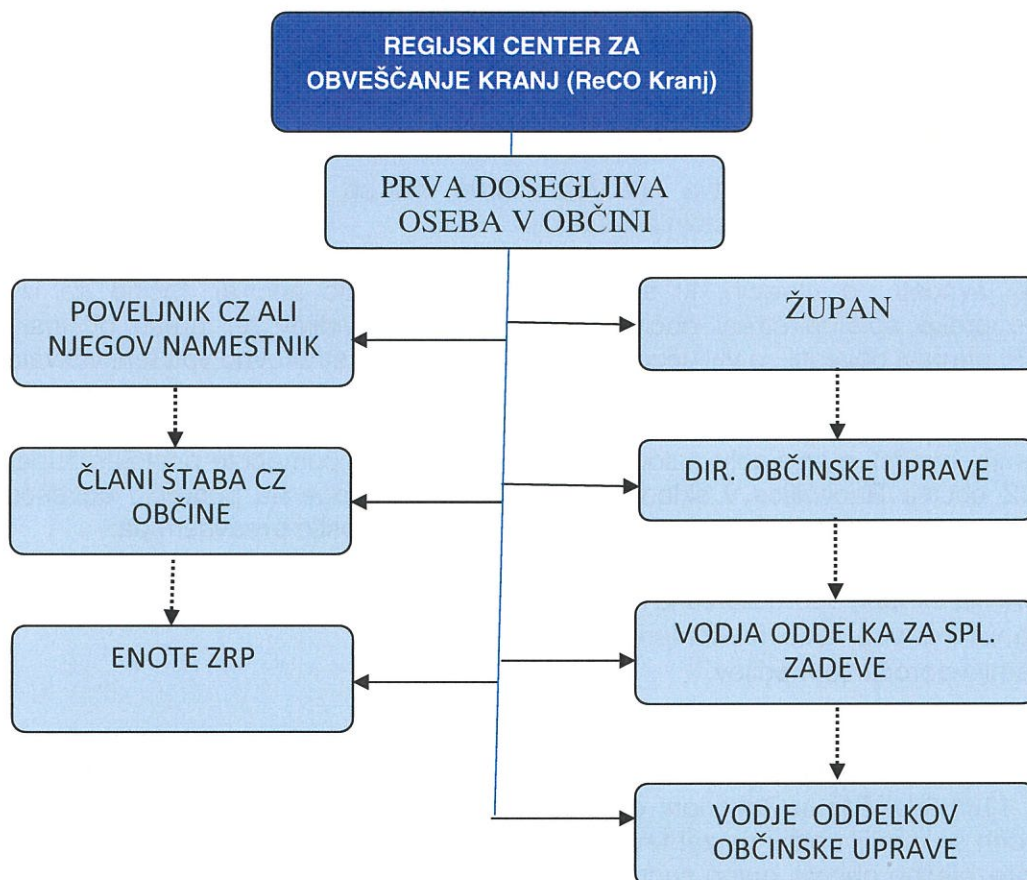 REGIJSKI CENTER ZA
OBVEŠČANJE KRANJ (ReCO Kranj)
PRVA DOSEGLJIVA
OSEBA V OBČINI
POVELJNIK CZ ALI
NJEGOV NAMESTNIK
ŽUPAN
ČLANI ŠTABA CZ
OBČINE
DIR. OBČINSKE UPRAVE
ENOTE ZRP
VODJA ODDELKA ZA SPL.
ZADEVE
VODJE ODDELKOV
OBČINSKE UPRAVE